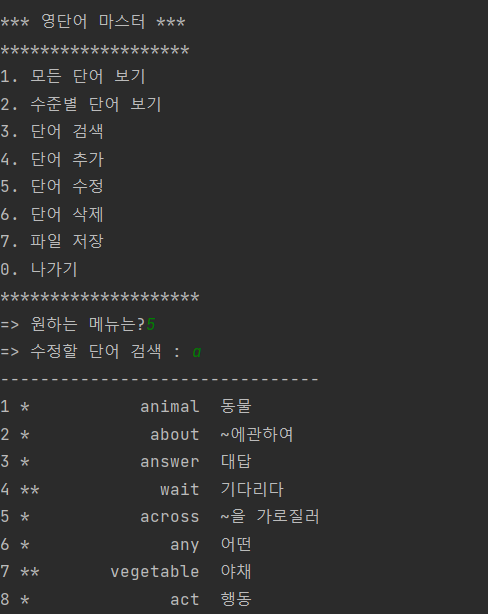 *** 영단어 마스터 ***
*******************
1. 모든 단어 보기
2. 수준별 단어 보기
3. 단어 검색
4. 단어 추가
5. 단어 수정
6. 단어 삭제
7. 파일 저장
0. 나가기
********************
=> 원하는 메뉴는?5
=> 수정할 단어 검색 : a
--------------------------------
1 *           animal  동물
2 *            about  ~에관하여
3 *           answer  대답
4 **            wait  기다리다
5 *           across  ~을 가로질러
6 *              any  어떤
7 **       vegetable  야채
8 *              act  행동